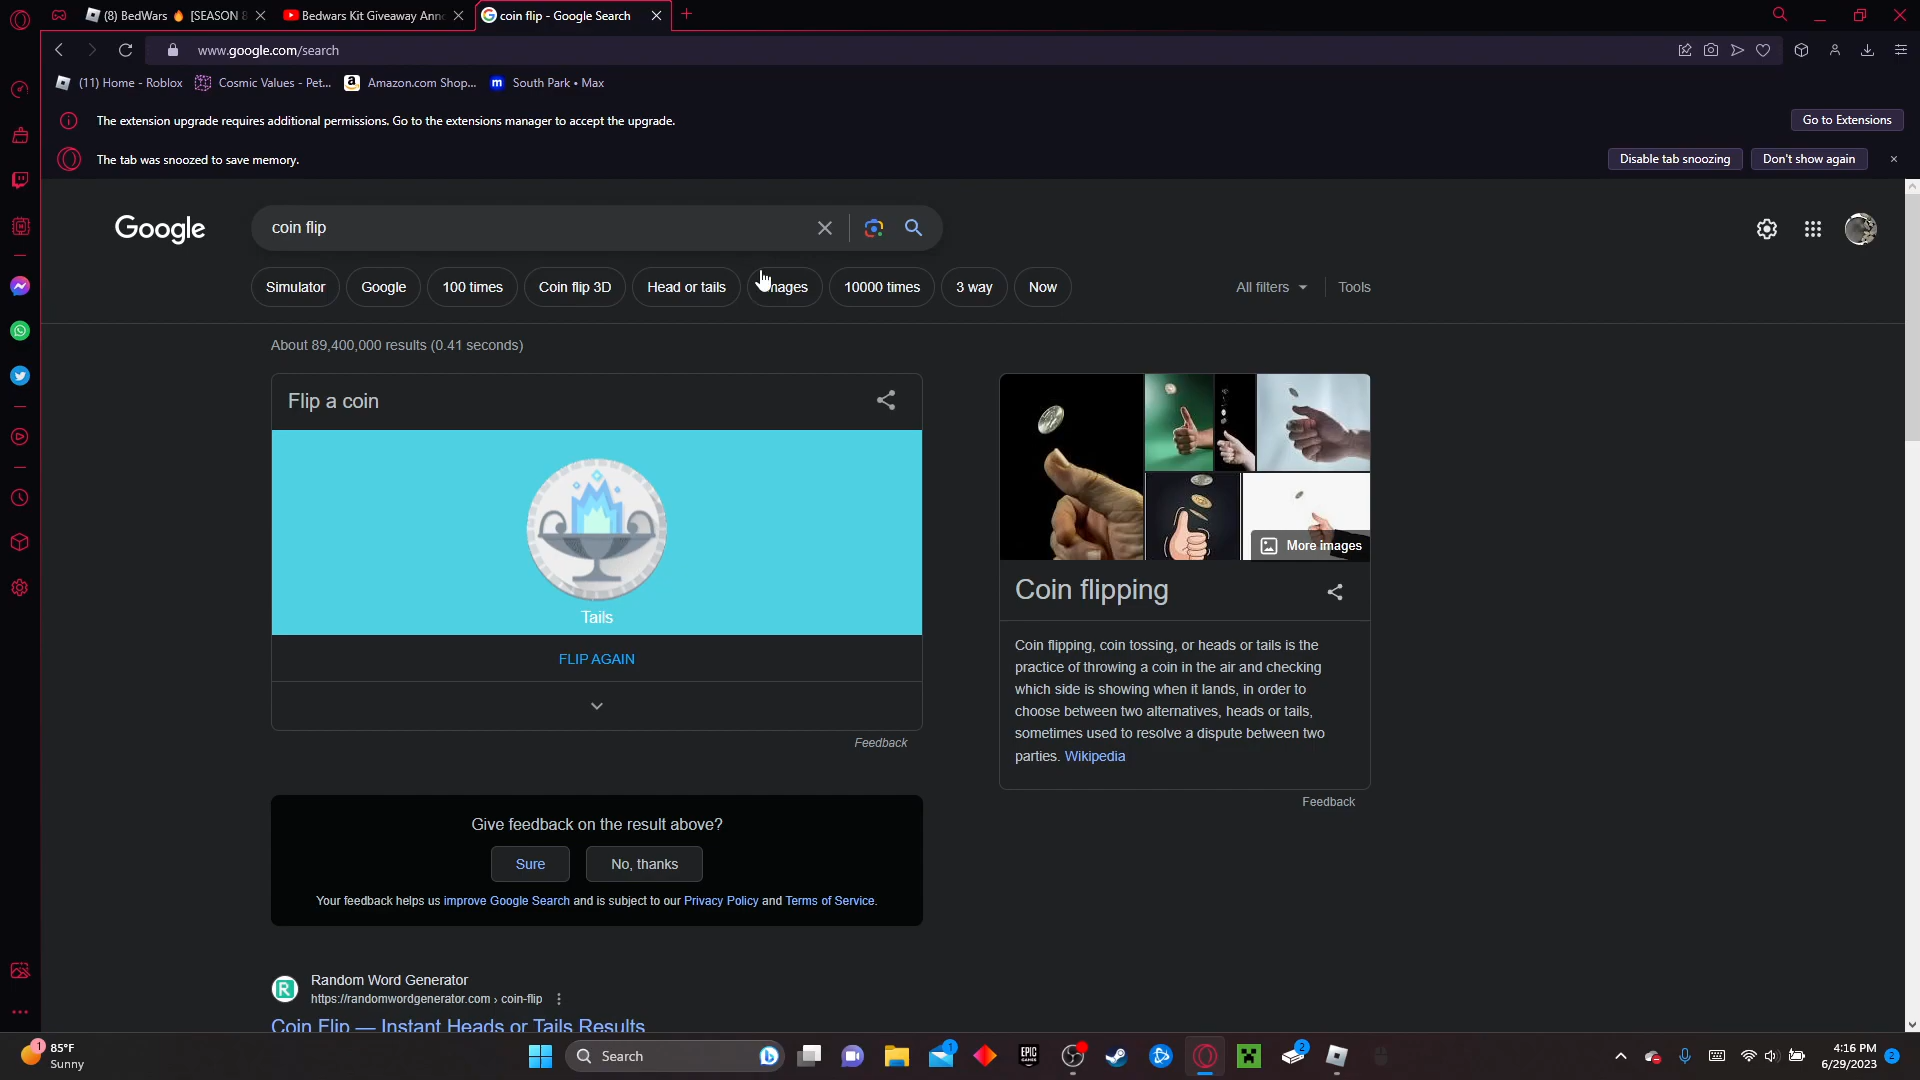 (8) BedWars 🔥 [SEASON 8
Bedwars Kit Giveaway Ann
coin flip - Google Search
www.google.com/search
(11) Home - Roblox
Cosmic Values - Pet...
Amazon.com Shop...
South Park • Max
The extension upgrade requires additional permissions. Go to the extensions manager to accept the upgrade.
Go to Extensions
The tab was snoozed to save memory.
Disable tab snoozing
Don't show again
Google
coin flip
Simulator
Google
100 times
Coin flip 3D
Head or tails
10000 times
3 way
Now
All filters
Tools
About 89,400,000 results (0.41 seconds)
Flip a coin
Tails
FLIP AGAIN
Feedback
More images
Coin flipping
Coin flipping, coin tossing, or heads or tails is the
practice of throwing a coin in the air and checking
which side is showing when it lands, in order to
choose between two alternatives, heads or tails,
sometimes used to resolve a dispute between two
parties. Wikipedia
Feedback
Give feedback on the result above?
Sure
No, thanks
Your feedback helps us improve Google Search and is subject to our Privacy Policy and Terms of Service.
Random Word Generator
https://randomwordgenerator.com › coin-flip
Coin Flip — Instant Heads or Tails Results
1
85°F
Sunny
Search
1
EPIC
GAMES
2
4:16 PM
6/29/2023
2